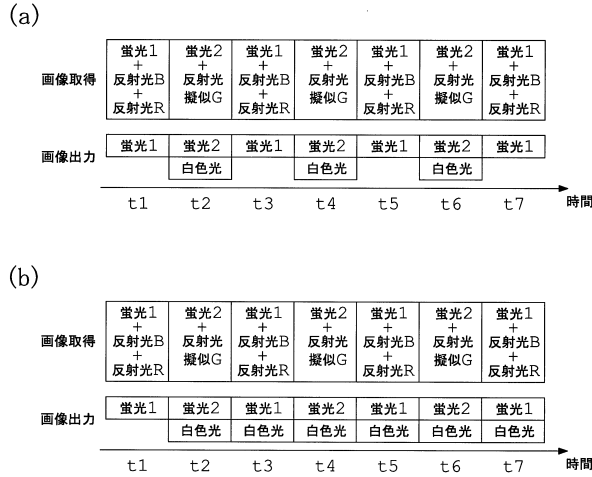 (a)
画像取得
蛍光1 + 反射光B + 反射光R
蛍光2 + 反射光 擬似G
蛍光1 + 反射光B + 反射光R
蛍光2 + 反射光 擬似G
蛍光1 + 反射光B + 反射光R
蛍光2 + 反射光 擬似G
蛍光1 + 反射光B + 反射光R
画像出力
蛍光1 蛍光2 蛍光1 蛍光2 蛍光1 蛍光2 蛍光1
白色光 白色光 白色光
t1 t2 t3 t4 t5 t6 t7 時間
(b)
画像取得
蛍光1 + 反射光B + 反射光R
蛍光2 + 反射光 擬似G
蛍光1 + 反射光B + 反射光R
蛍光2 + 反射光 擬似G
蛍光1 + 反射光B + 反射光R
蛍光2 + 反射光 擬似G
蛍光1 + 反射光B + 反射光R
画像出力
蛍光1 蛍光2 蛍光1 蛍光2 蛍光1 蛍光2 蛍光1
白色光 白色光 白色光 白色光 白色光 白色光
t1 t2 t3 t4 t5 t6 t7 時間